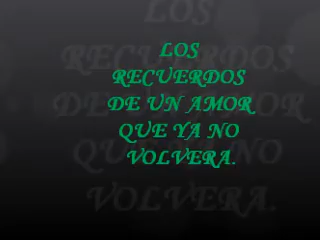 LOS
RECUERDOS
DE UN AMOR
QUE YA NO
VOLVERA.